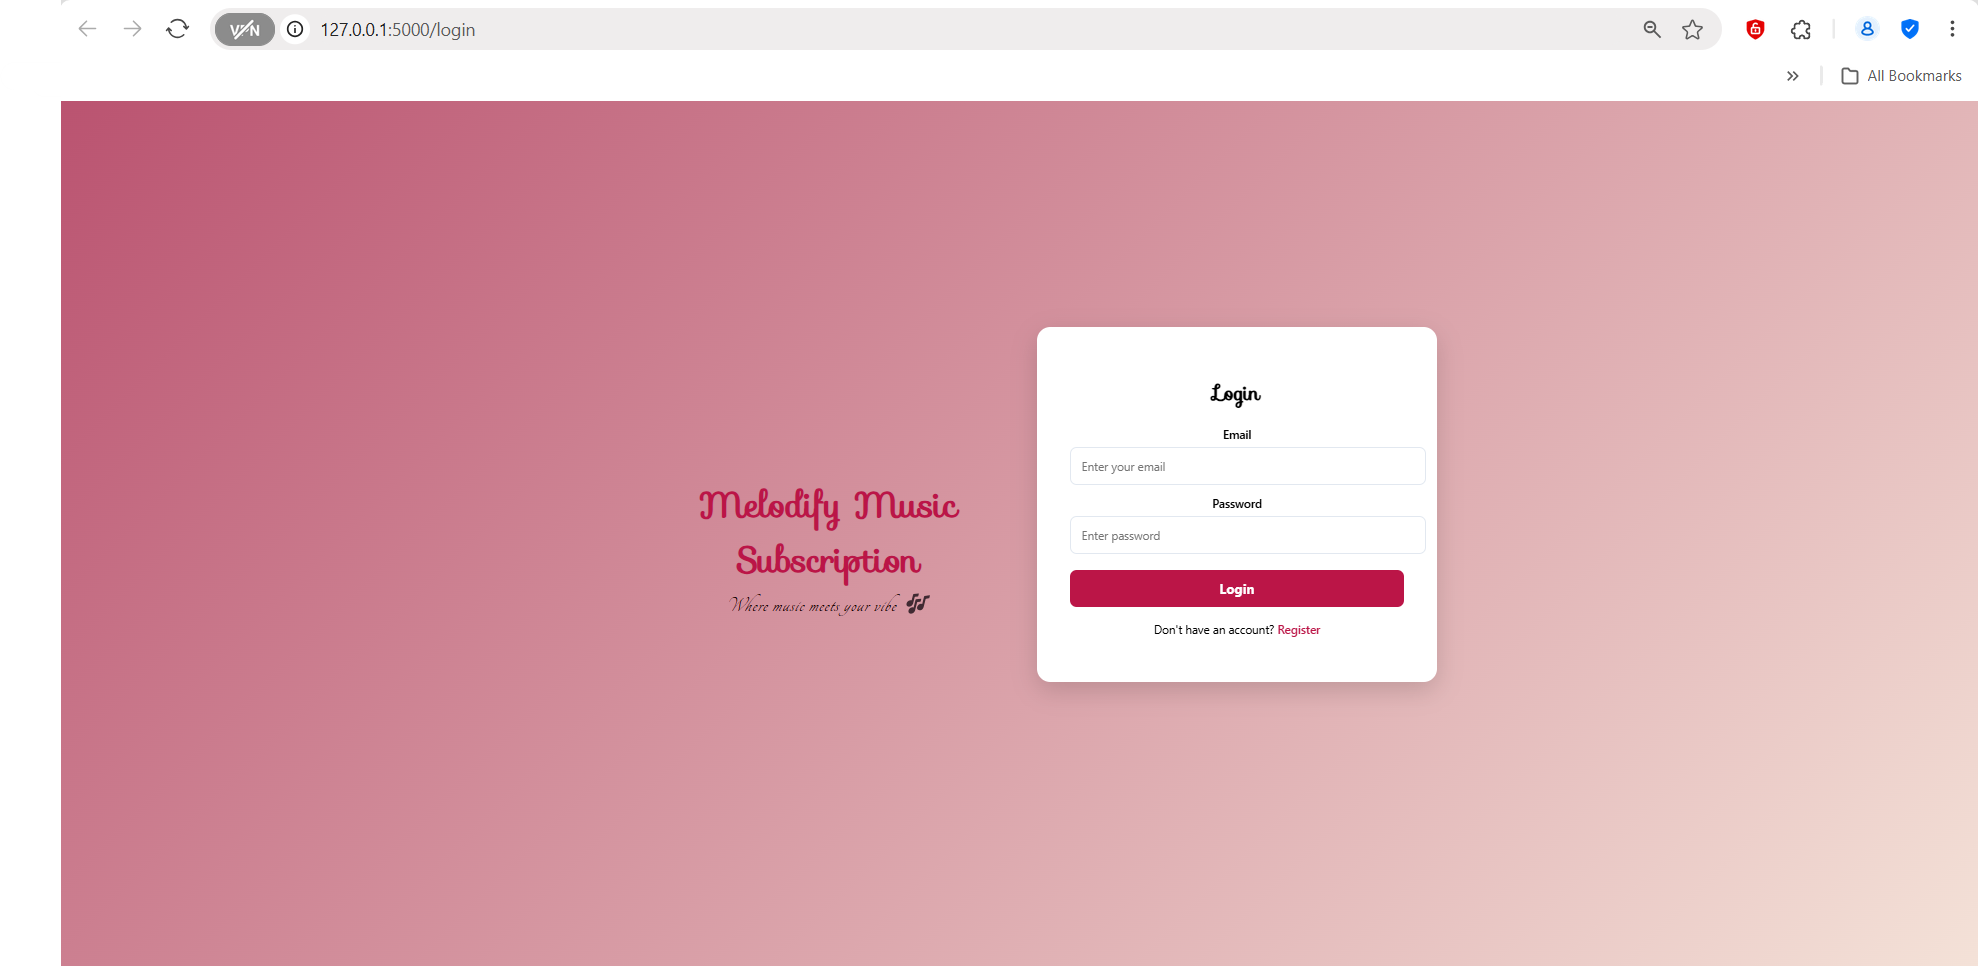 VPN
127.0.0.1:5000/login
All Bookmarks
Melodify Music
Subscription
Where music meets your vibe 🎶
Login
Email
Enter your email
Password
Enter password
Login
Don't have an account? Register